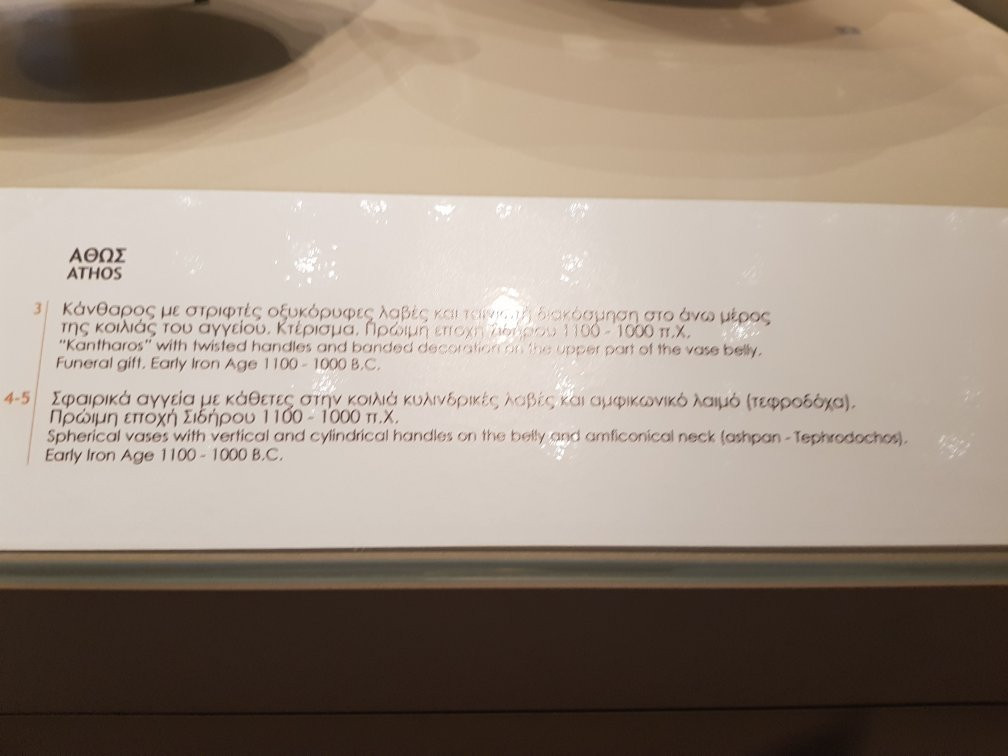 ΑΘΩΣ
ATHOS
3 Κάνθαρος με στριφτές οξυκόρυφες λαβές και διακόσμηση στο άνω μέρος
της κοιλιάς του αγγείου. Κτέρισμα. Πρώιμη εποχή Σιδήρου 1100 - 1000 π.Χ.
"Kantharos" with twisted handles and banded decoration on the upper part of the vase belly.
Funeral gift. Early Iron Age 1100 - 1000 B.C.
4-5 Σφαιρικά αγγεία με κάθετες στην κοιλιά κυλινδρικές λαβές και αμφικωνικό λαιμό (τεφροδόχα).
Πρώιμη εποχή Σιδήρου 1100 - 1000 π.Χ.
Spherical vases with vertical and cylindrical handles on the belly and amficonical neck (ashpan - Tephrodochos).
Early Iron Age 1100 - 1000 B.C.